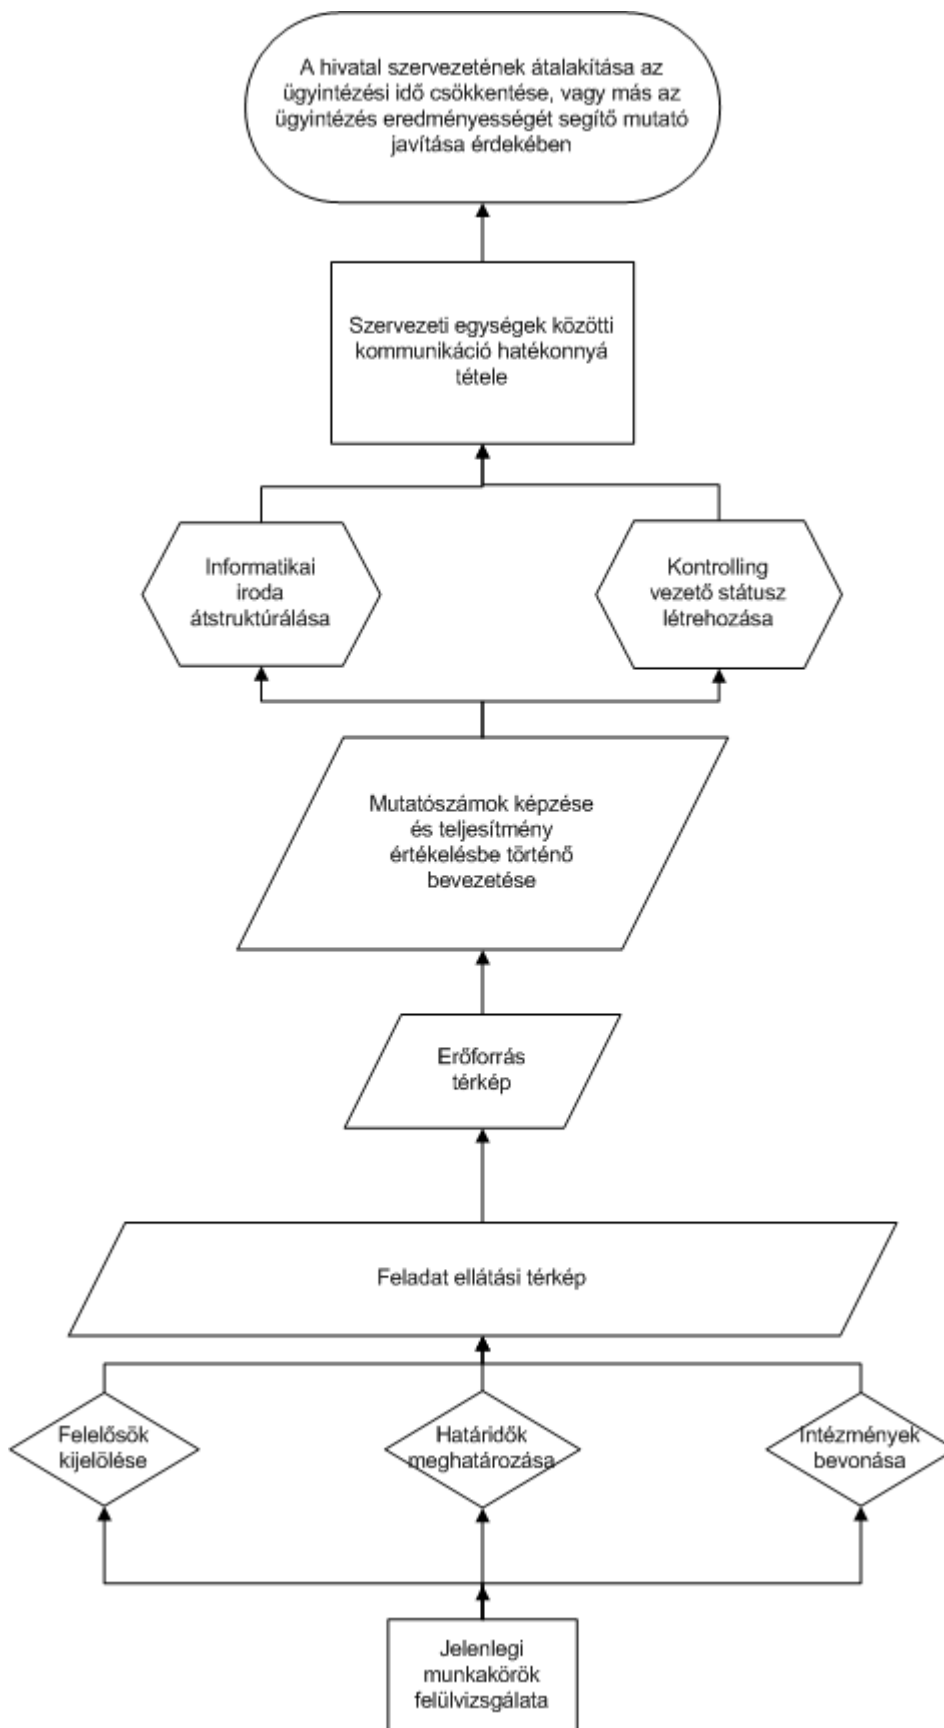 A hivatal szervezetének átalakítása az
ügyintézési idő csökkentése, vagy más az
ügyintézés eredményességét segítő mutató
javítása érdekében
Szervezeti egységek közötti
kommunikáció hatékonnyá
tétele
Informatikai
iroda
átstruktúrálása
Kontrolling
vezető státusz
létrehozása
Mutatószámok képzése
és teljesítmény
értékelésbe történő
bevezetése
Erőforrás
térkép
Feladat ellátási térkép
Felelősök
kijelölése
Határidők
meghatározása
Intézmények
bevonása
Jelenlegi
munkakörök
felülvizsgálata